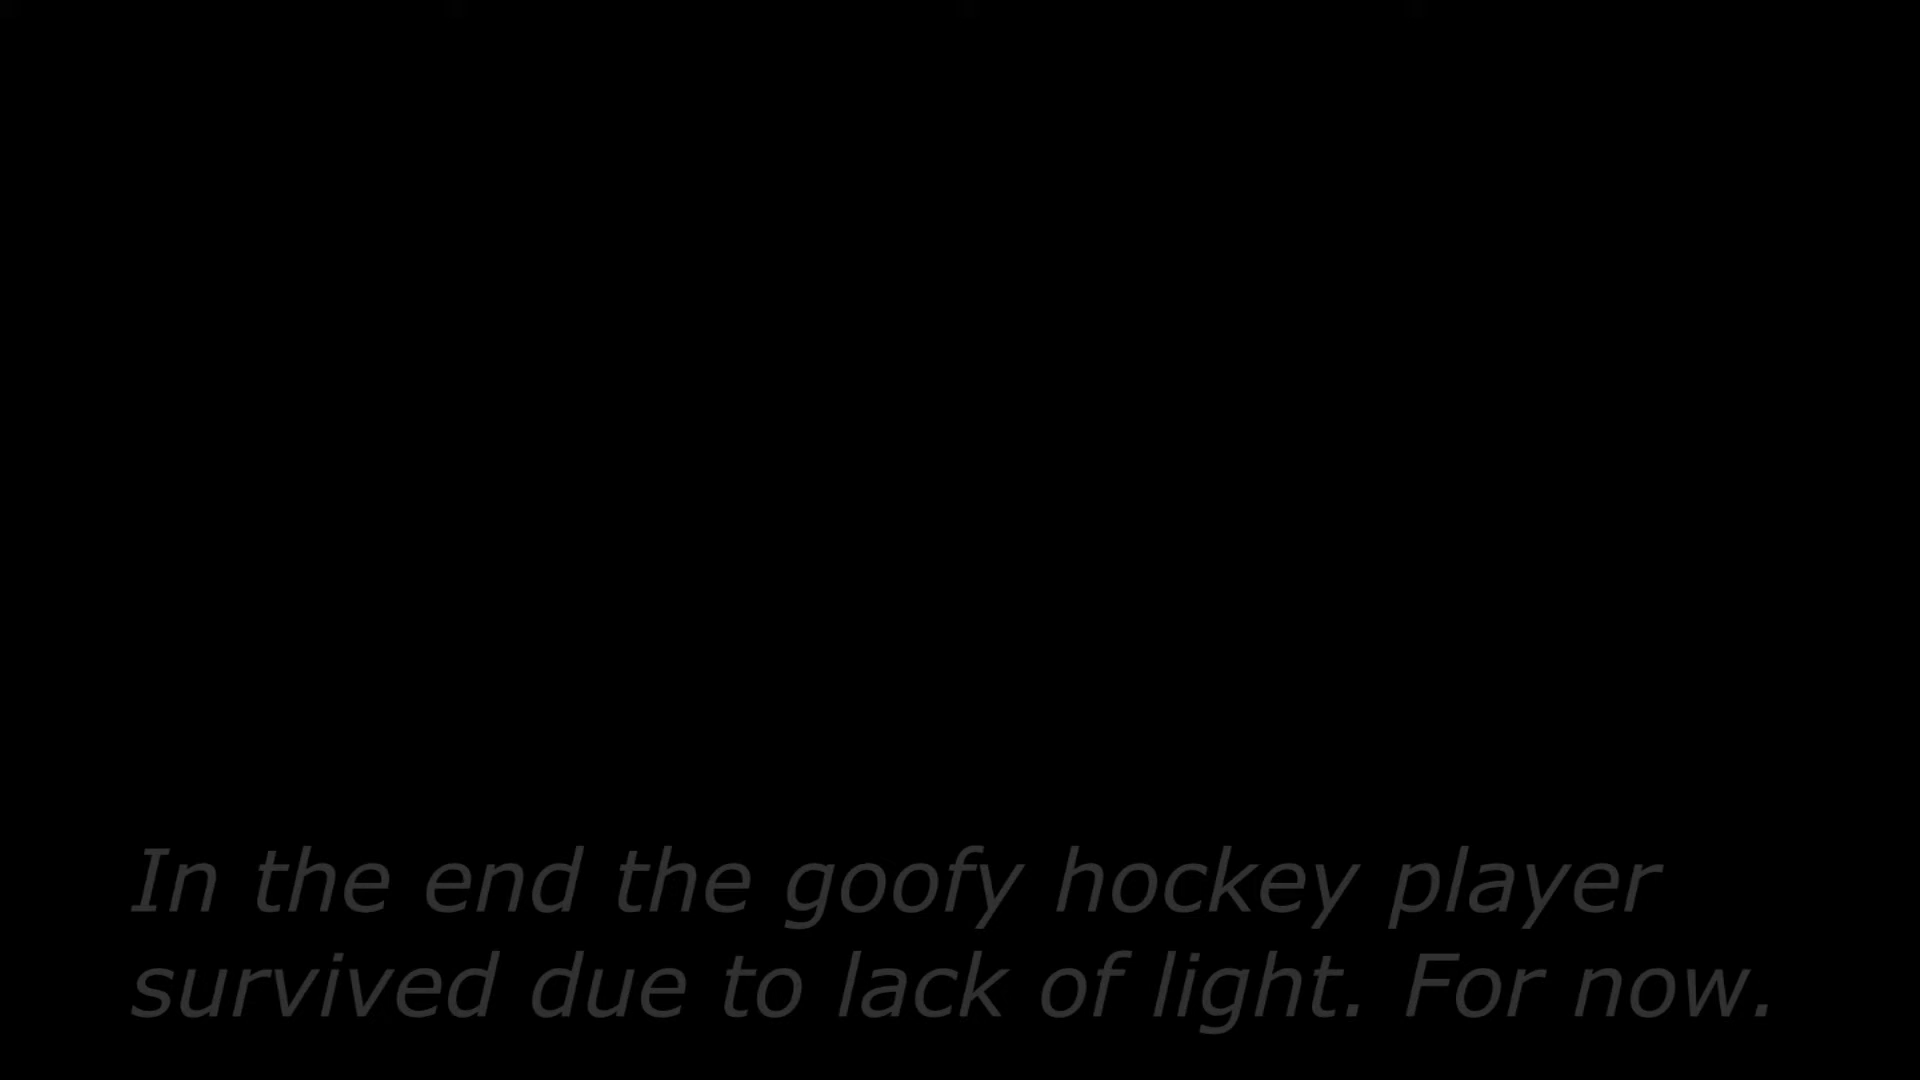 In the end the goofy hockey player
survived due to lack of light. For now.